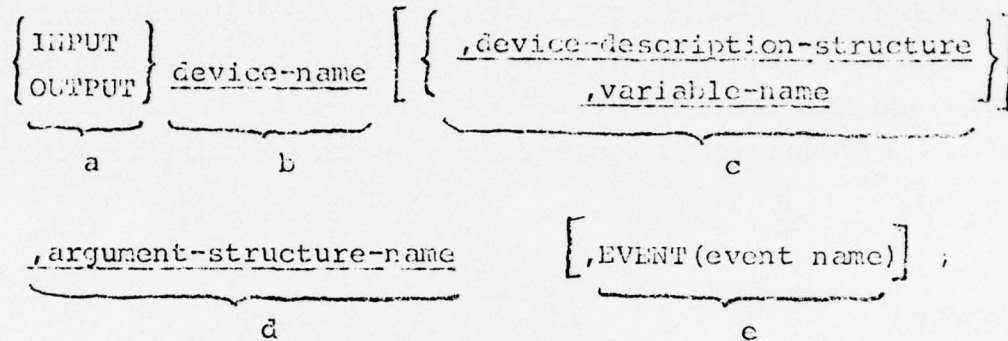 INPUT
OUTPUT
device-name
,device-description-structure
,variable-name
a
b
c
,argument-structure-name
,EVENT(event name)
;
d
e